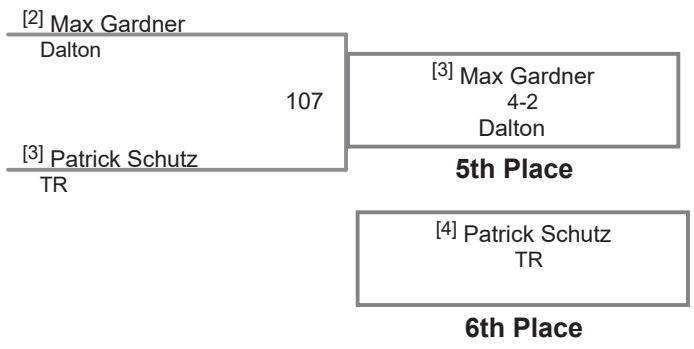 [2] Max Gardner
Dalton
107
[3] Patrick Schutz
TR
[3] Max Gardner
4-2
Dalton
5th Place
[4] Patrick Schutz
TR
6th Place